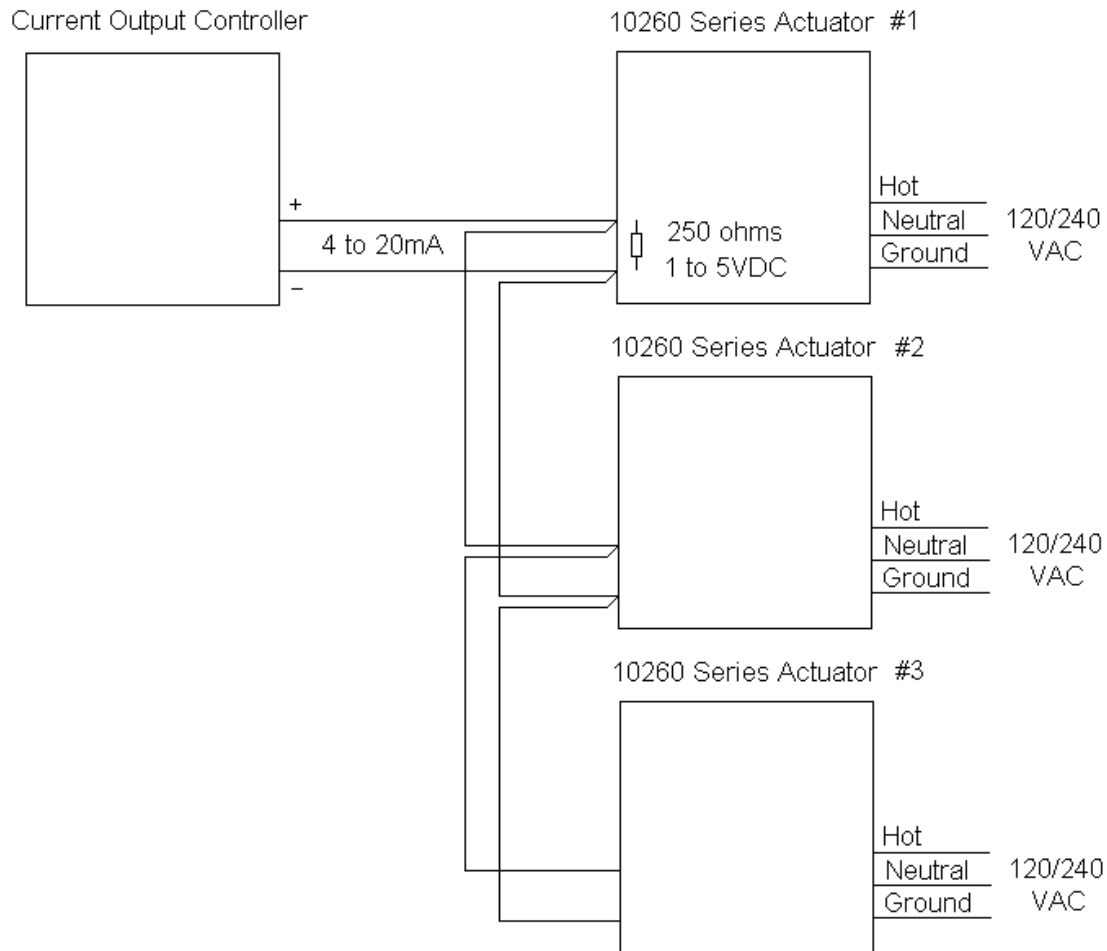 Current Output Controller
10260 Series Actuator #1
+
4 to 20mA
−
250 ohms
1 to 5VDC
Hot
Neutral
Ground
120/240
VAC
10260 Series Actuator #2
Hot
Neutral
Ground
120/240
VAC
10260 Series Actuator #3
Hot
Neutral
Ground
120/240
VAC